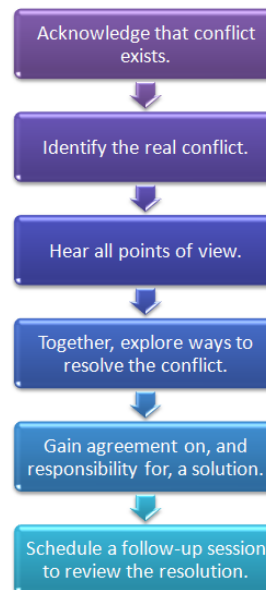 Acknowledge that conflict
exists.
Identify the real conflict.
Hear all points of view.
Together, explore ways to
resolve the conflict.
Gain agreement on, and
responsibility for, a solution.
Schedule a follow-up session
to review the resolution.